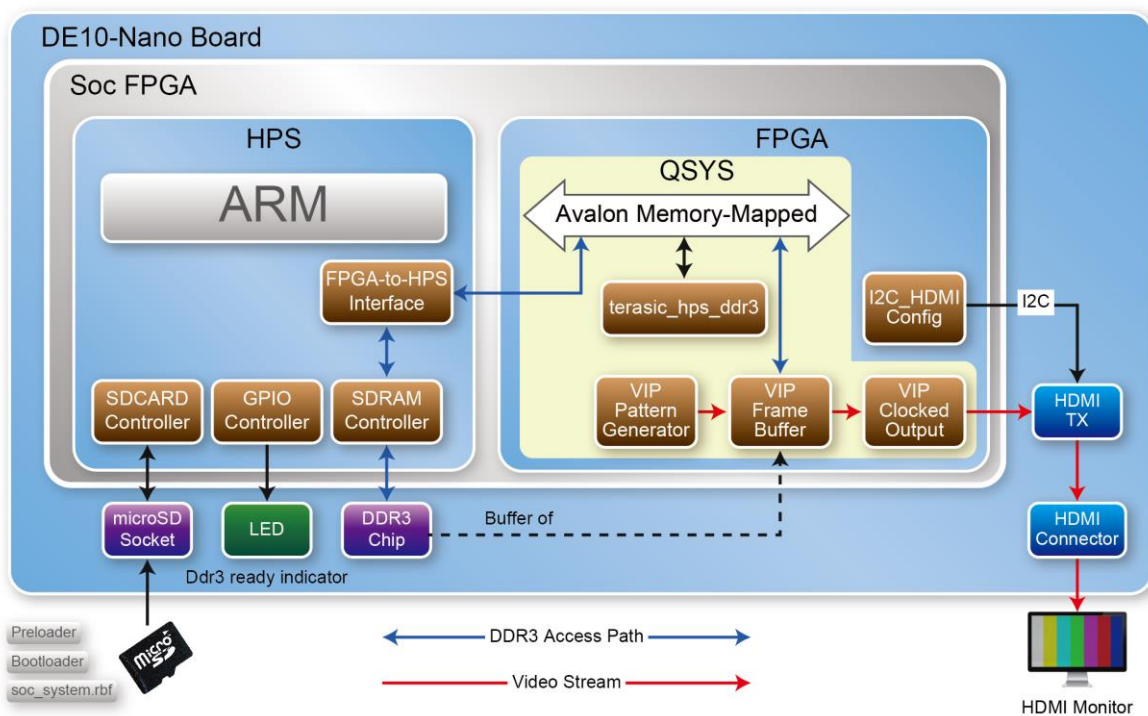 DE10-Nano Board
Soc FPGA
HPS
ARM
FPGA-to-HPS
Interface
SDCARD
Controller
GPIO
Controller
SDRAM
Controller
FPGA
QSYS
Avalon Memory-Mapped
terasic_hps_ddr3
I2C_HDMI
Config
I2C
VIP
Pattern
Generator
VIP
Frame
Buffer
VIP
Clocked
Output
HDMI
TX
microSD
Socket
LED
DDR3
Chip
Buffer of
HDMI
Connector
Ddr3 ready indicator
Preloader
Bootloader
soc_system.rbf
Micro
SD
DDR3 Access Path
Video Stream
HDMI Monitor